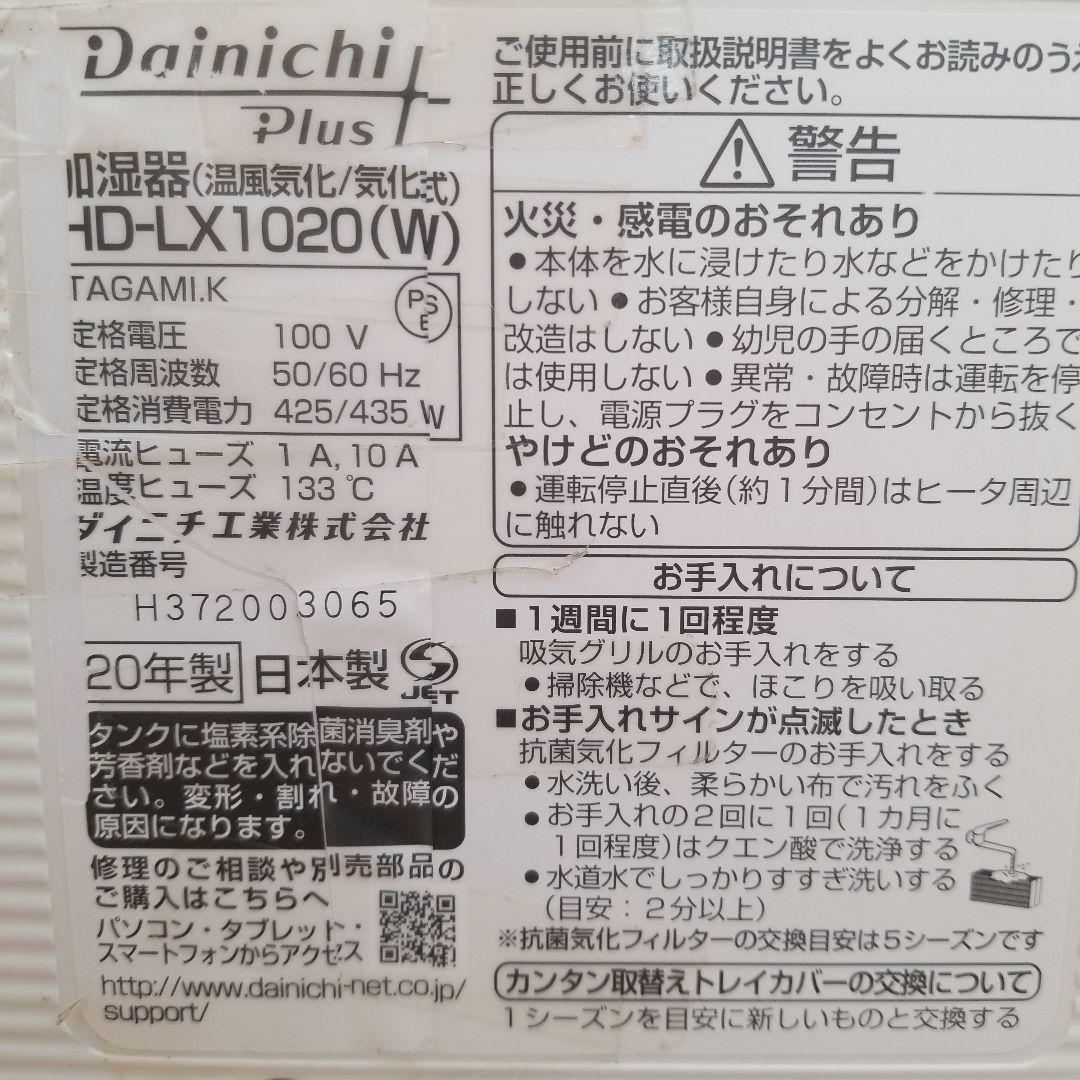 Dainichi
Plus
加湿器(温風気化/気化式)
HD-LX1020(W)
TAGAMI.K
PSE
定格電圧 100 V
定格周波数 50/60 Hz
定格消費電力 425/435 W
電流ヒューズ 1 A, 10 A
温度ヒューズ 133 ℃
ダイニチ工業株式会社
製造番号
H372003065
20年製 日本製 JET
タンクに塩素系除菌消臭剤や
芳香剤などを入れないでくだ
さい。変形・割れ・故障の
原因になります。
修理のご相談や別売部品の
ご購入はこちらへ
パソコン・タブレット・
スマートフォンからアクセス
http://www.dainichi-net.co.jp/
support/
ご使用前に取扱説明書をよくお読みのうえ
正しくお使いください。
警告
火災・感電のおそれあり
●本体を水に浸けたり水などをかけたり
しない ●お客様自身による分解・修理・
改造はしない ●幼児の手の届くところで
は使用しない ●異常・故障時は運転を停
止し、電源プラグをコンセントから抜く
やけどのおそれあり
●運転停止直後(約1分間)はヒータ周辺
に触れない
お手入れについて
■1週間に1回程度
吸気グリルのお手入れをする
●掃除機などで、ほこりを吸い取る
■お手入れサインが点滅したとき
抗菌気化フィルターのお手入れをする
●水洗い後、柔らかい布で汚れをふく
●お手入れの2回に1回(1カ月に
1回程度)はクエン酸で洗浄する
●水道水でしっかりすすぎ洗いする
(目安:2分以上)
※抗菌気化フィルターの交換目安は5シーズンです
カンタン取替えトレイカバーの交換について
1シーズンを目安に新しいものと交換する